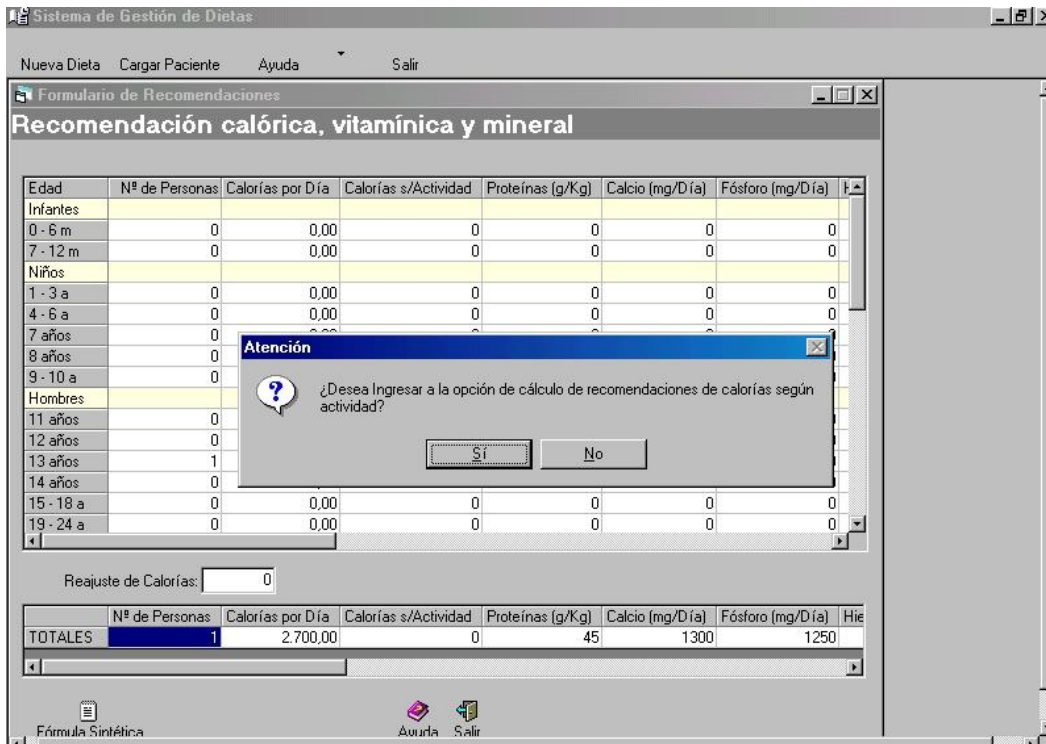 Sistema de Gestión de Dietas
Nueva Dieta Cargar Paciente Ayuda Salir
Formulario de Recomendaciones
Recomendación calórica, vitamínica y mineral
Edad Nº de Personas Calorías por Día Calorías s/Actividad Proteínas (g/Kg) Calcio (mg/Día) Fósforo (mg/Día)
Infantes
0 - 6 m 0 0,00 0 0 0 0
7 - 12 m 0 0,00 0 0 0 0
Niños
1 - 3 a 0 0,00 0 0 0 0
4 - 6 a 0 0,00 0 0 0 0
7 años 0
8 años 0
9 - 10 a 0
Hombres
11 años 0
12 años 0
13 años 1
14 años 0
15 - 18 a 0 0,00 0 0 0 0
19 - 24 a 0 0,00 0 0 0 0
Atención
¿Desea Ingresar a la opción de cálculo de recomendaciones de calorías según
actividad?
Sí No
Reajuste de Calorías: 0
Nº de Personas Calorías por Día Calorías s/Actividad Proteínas (g/Kg) Calcio (mg/Día) Fósforo (mg/Día) Hie
TOTALES 1 2.700,00 0 45 1300 1250
Fórmula Sintética Ayuda Salir